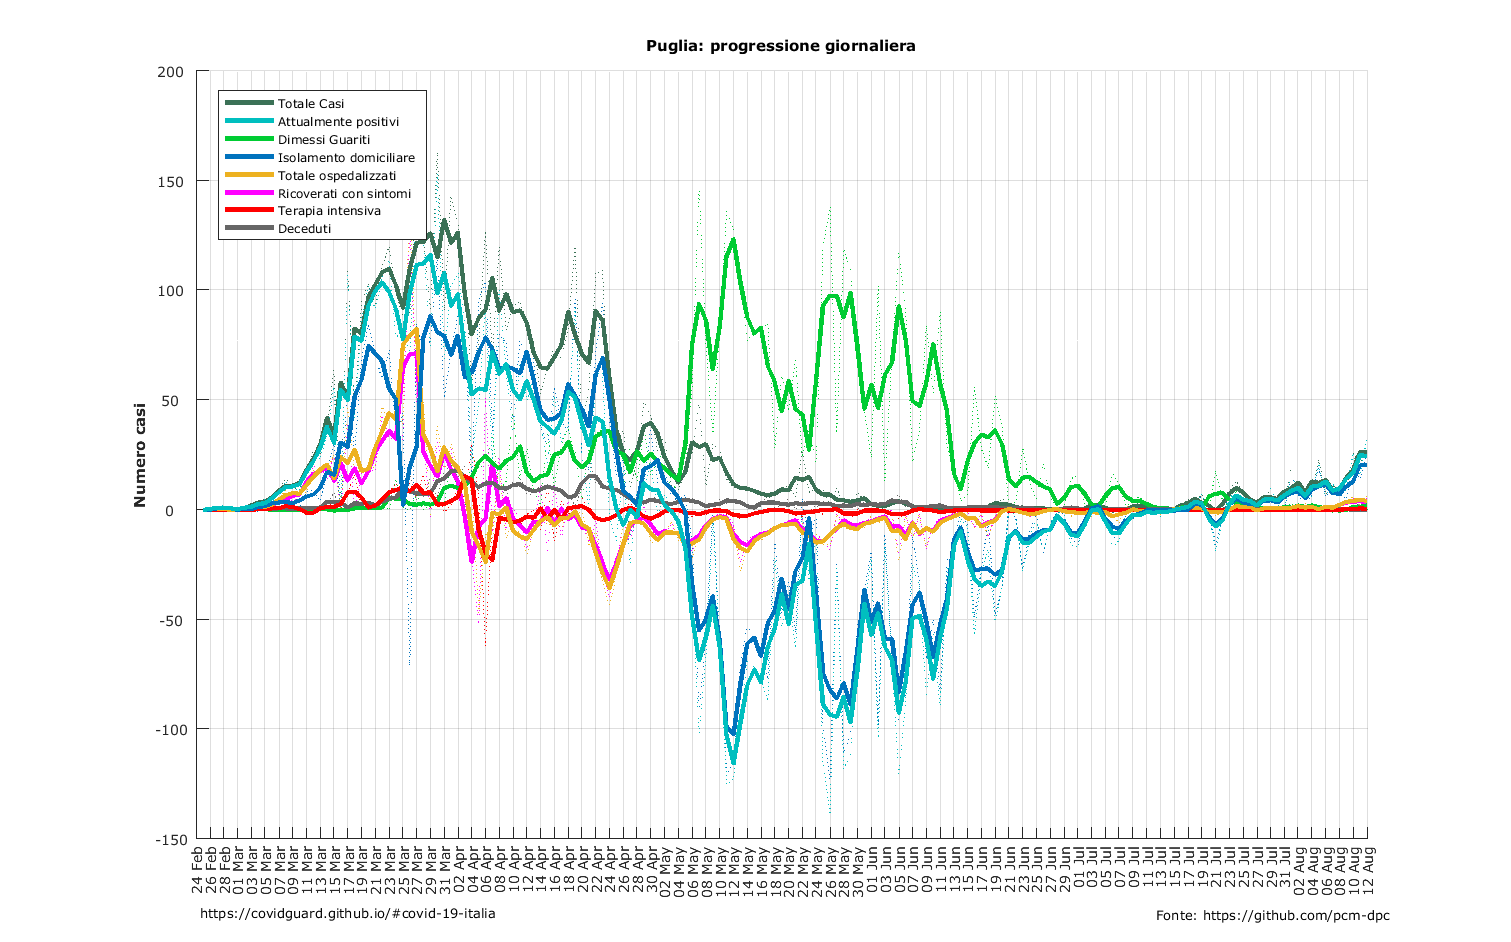 Puglia: progressione giornaliera
Numero casi
200
150
100
50
0
-50
-100
-150
Totale Casi
Attualmente positivi
Dimessi Guariti
Isolamento domiciliare
Totale ospedalizzati
Ricoverati con sintomi
Terapia intensiva
Deceduti
24 Feb
26 Feb
28 Feb
01 Mar
03 Mar
05 Mar
07 Mar
09 Mar
11 Mar
13 Mar
15 Mar
17 Mar
19 Mar
21 Mar
23 Mar
25 Mar
27 Mar
29 Mar
31 Mar
02 Apr
04 Apr
06 Apr
08 Apr
10 Apr
12 Apr
14 Apr
16 Apr
18 Apr
20 Apr
22 Apr
24 Apr
26 Apr
28 Apr
30 Apr
02 May
04 May
06 May
08 May
10 May
12 May
14 May
16 May
18 May
20 May
22 May
24 May
26 May
28 May
30 May
01 Jun
03 Jun
05 Jun
07 Jun
09 Jun
11 Jun
13 Jun
15 Jun
17 Jun
19 Jun
21 Jun
23 Jun
25 Jun
27 Jun
29 Jun
01 Jul
03 Jul
05 Jul
07 Jul
09 Jul
11 Jul
13 Jul
15 Jul
17 Jul
19 Jul
21 Jul
23 Jul
25 Jul
27 Jul
29 Jul
31 Jul
02 Aug
04 Aug
06 Aug
08 Aug
10 Aug
12 Aug
https://covidguard.github.io/#covid-19-italia
Fonte: https://github.com/pcm-dpc